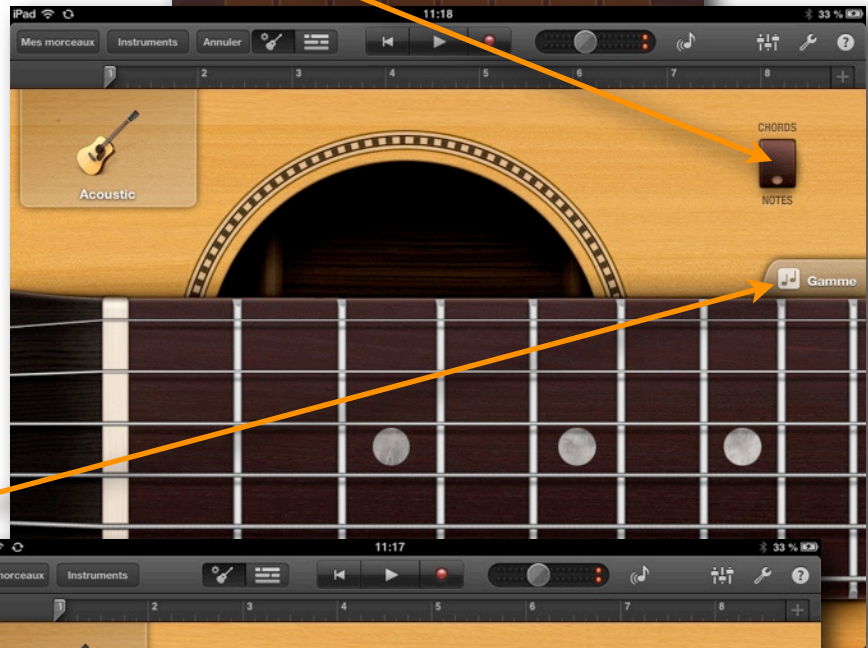 iPad 11:18 33 %
Mes morceaux Instruments Annuler ?
1 2 3 4 5 6 7 8 +
CHORDS
Acoustic
NOTES
Gamme
11:17 33 %
morceaux Instruments ?
1 2 3 4 5 6 7 8 +